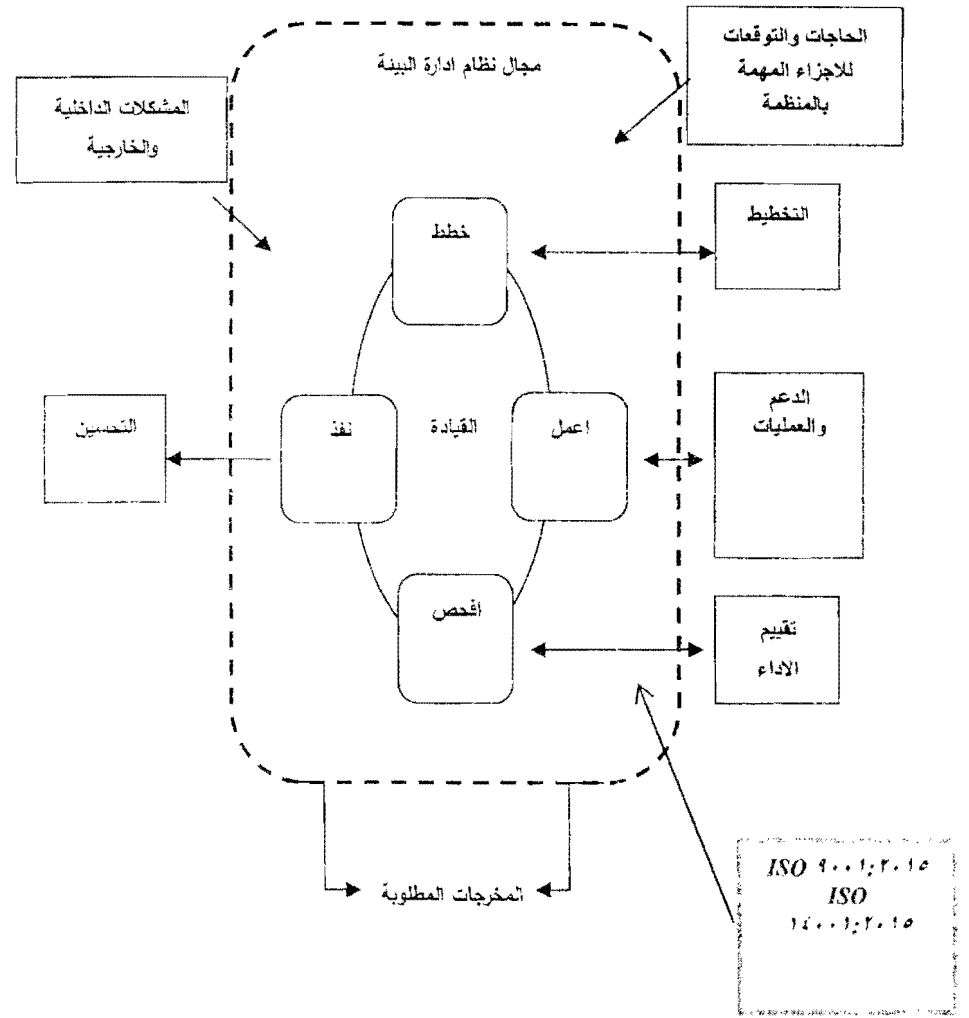 الحاجات والتوقعات
للاجزاء المهمة
بالمنظمة
مجال نظام ادارة البيئة
المشكلات الداخلية
والخارجية
خطط
التخطيط
الدعم
والعمليات
اعمل
القيادة
نفذ
التحسين
افحص
تقييم
الاداء
المخرجات المطلوبة
ISO ٩٠٠١:٢٠١٥
ISO
١٤٠٠١:٢٠١٥